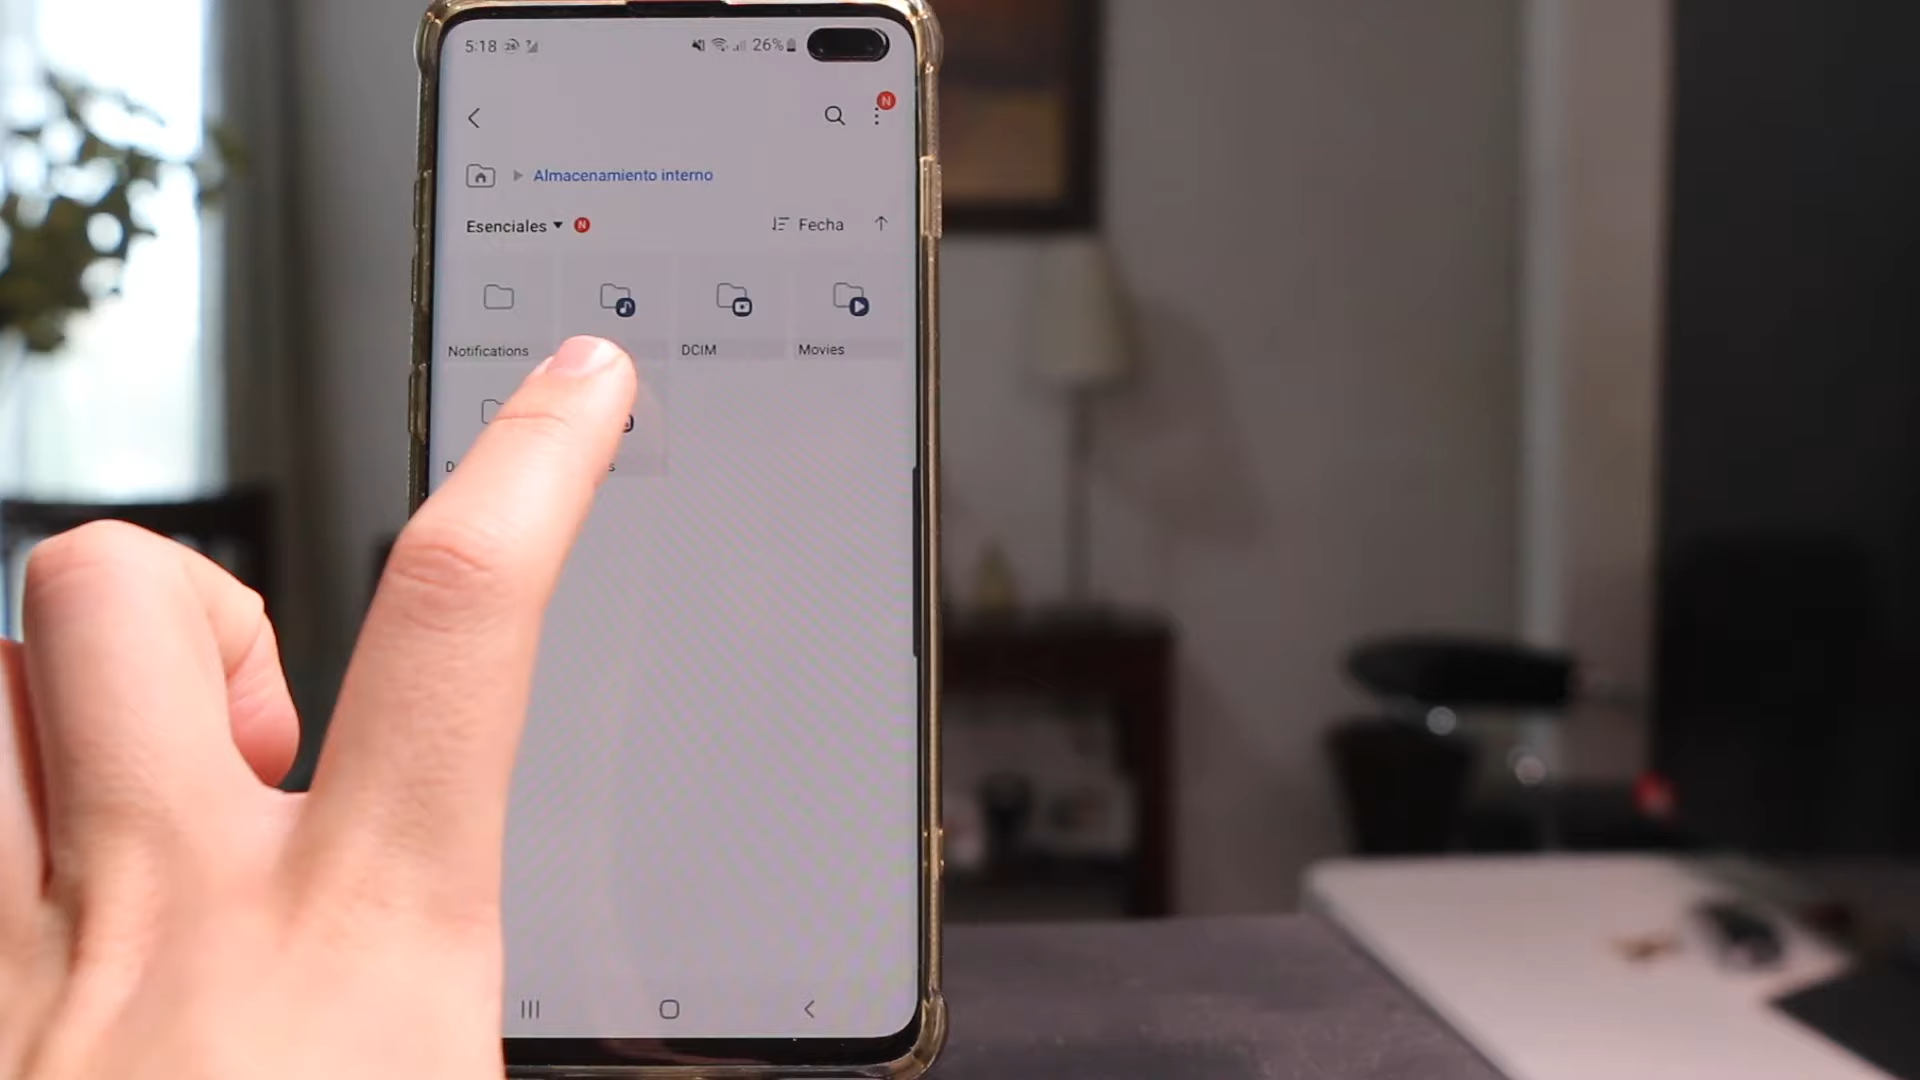 5:18 26%
N
Almacenamiento interno
Esenciales N Fecha
Notifications DCIM Movies